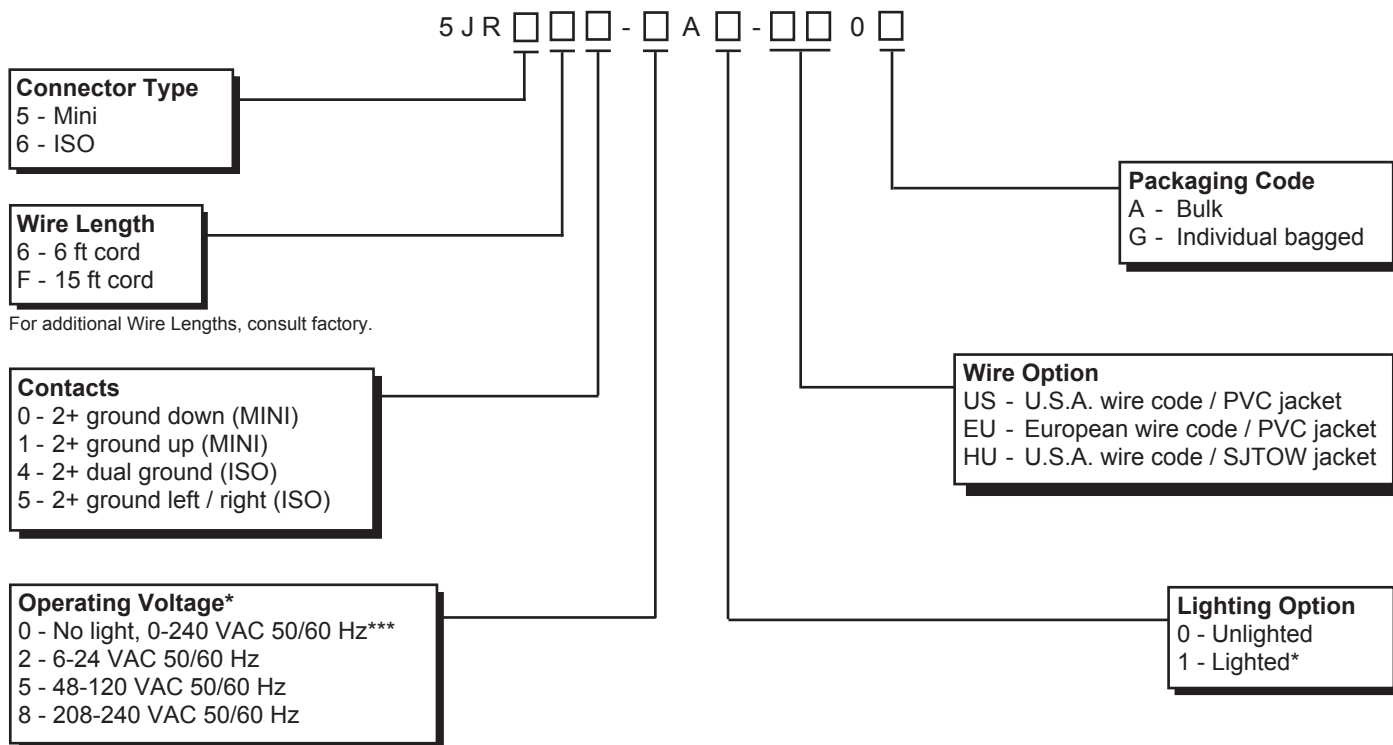 5 J R □ □ □ - □ A □ - □ □ 0 □
Connector Type
5 - Mini
6 - ISO
Wire Length
6 - 6 ft cord
F - 15 ft cord
For additional Wire Lengths, consult factory.
Contacts
0 - 2+ ground down (MINI)
1 - 2+ ground up (MINI)
4 - 2+ dual ground (ISO)
5 - 2+ ground left / right (ISO)
Operating Voltage*
0 - No light, 0-240 VAC 50/60 Hz***
2 - 6-24 VAC 50/60 Hz
5 - 48-120 VAC 50/60 Hz
8 - 208-240 VAC 50/60 Hz
Packaging Code
A - Bulk
G - Individual bagged
Wire Option
US - U.S.A. wire code / PVC jacket
EU - European wire code / PVC jacket
HU - U.S.A. wire code / SJTOW jacket
Lighting Option
0 - Unlighted
1 - Lighted*